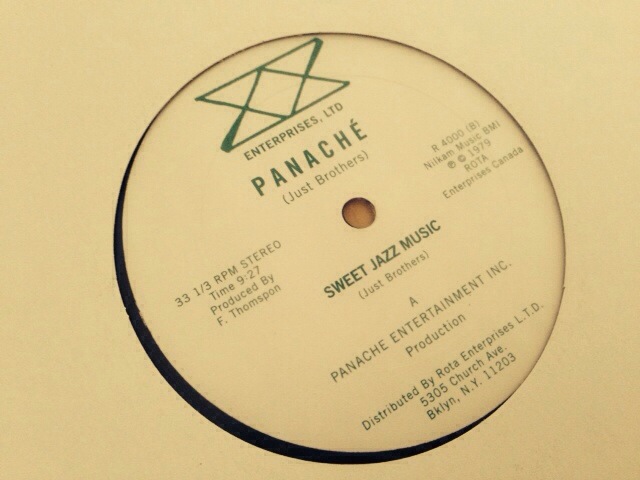 ENTERPRISES, LTD
PANACHÉ
(Just Brothers)
R 4000 (B)
Nilkam Music BMI
℗ © 1979
ROTA
Enterprises Canada
33 1/3 RPM STEREO
Time 9-27
Produced By
F. Thomspon
SWEET JAZZ MUSIC
(Just Brothers)
A
PANACHE ENTERTAINMENT INC.
Production
Distributed By Rota Enterprises L.T.D.
5305 Church Ave.
Bklyn, N.Y. 11203